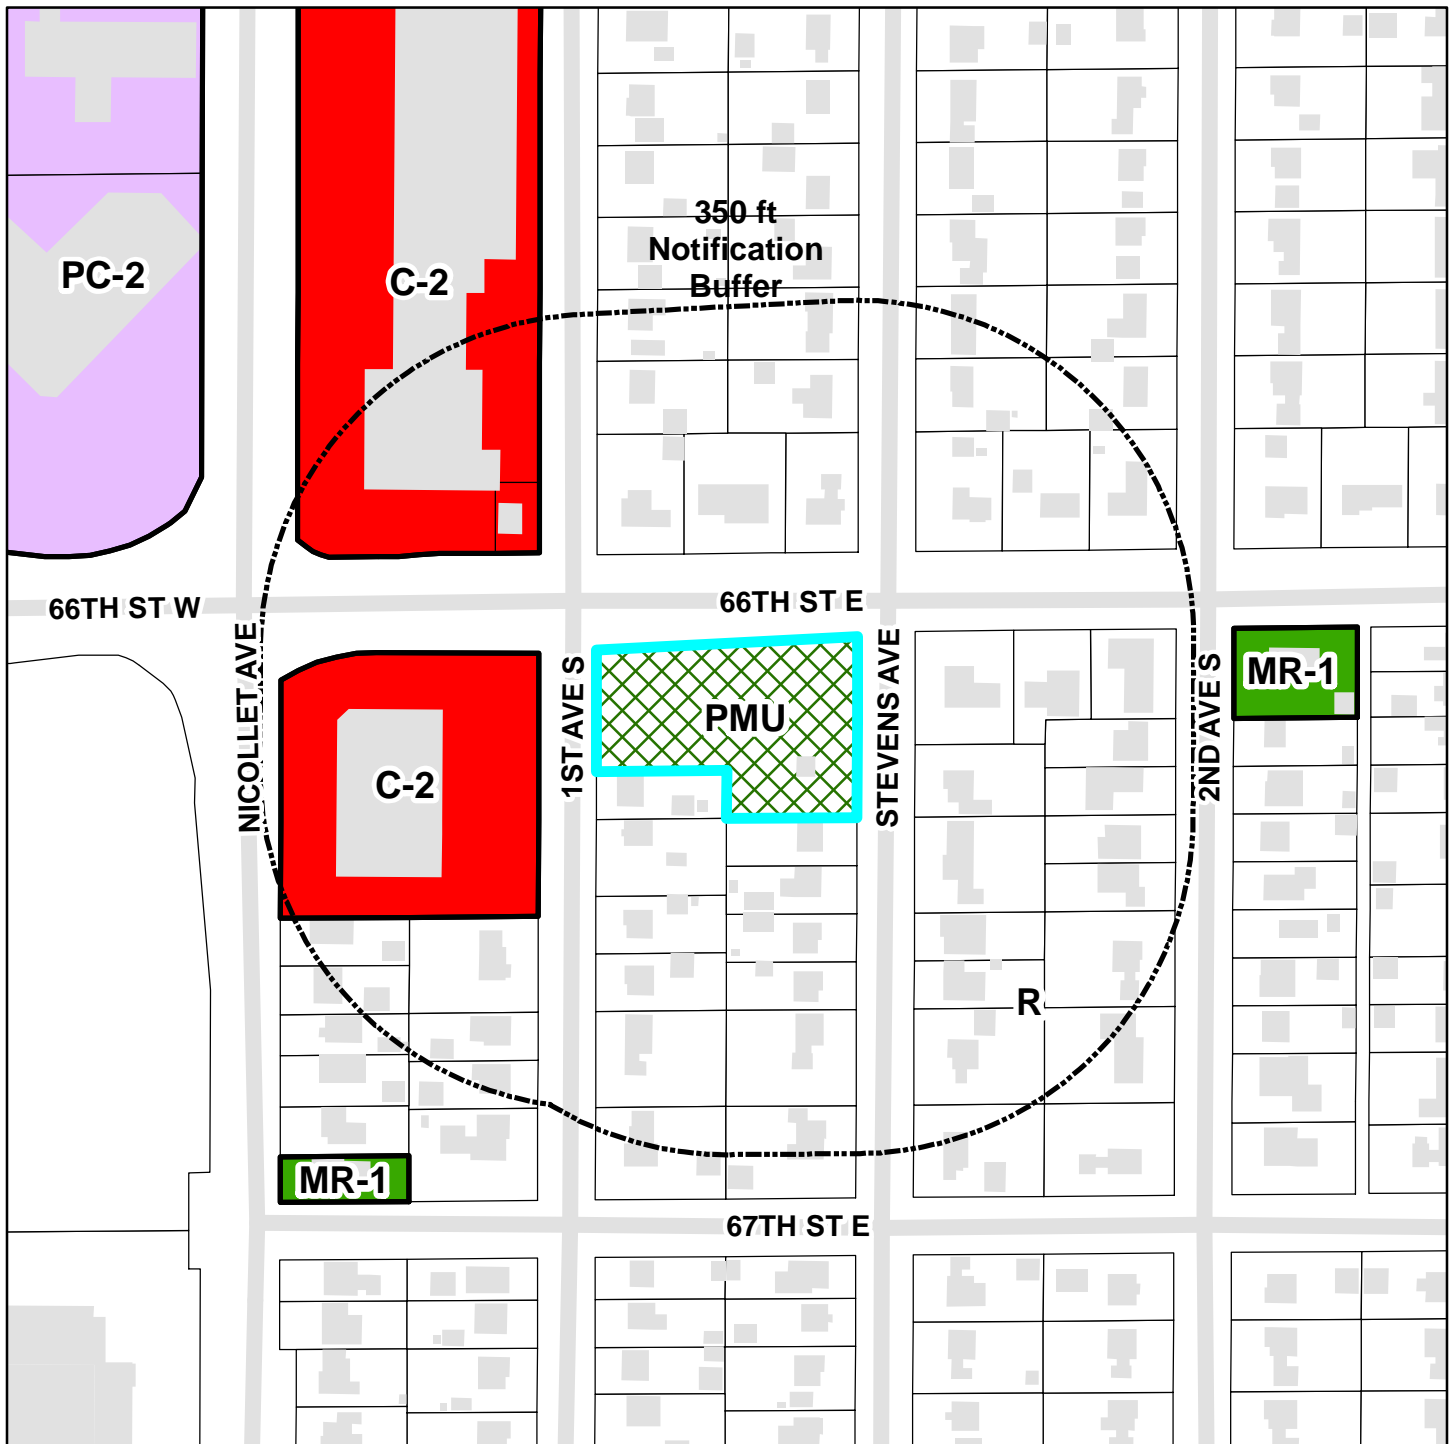 350 ft
Notification
Buffer
PC-2
C-2
66TH ST W
66TH ST E
NICOLLET AVE
1ST AVE S
STEVENS AVE
2ND AVE S
MR-1
PMU
C-2
R
MR-1
67TH ST E